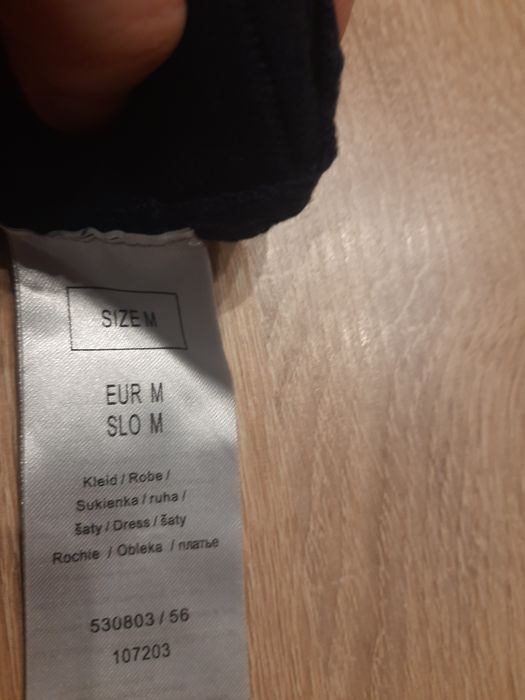 SIZE M
EUR M
SLO M
Kleid / Robe /
Sukienka / ruha /
šaty / Dress / šaty
Rochie / Obleka / платье
530803 / 56
107203